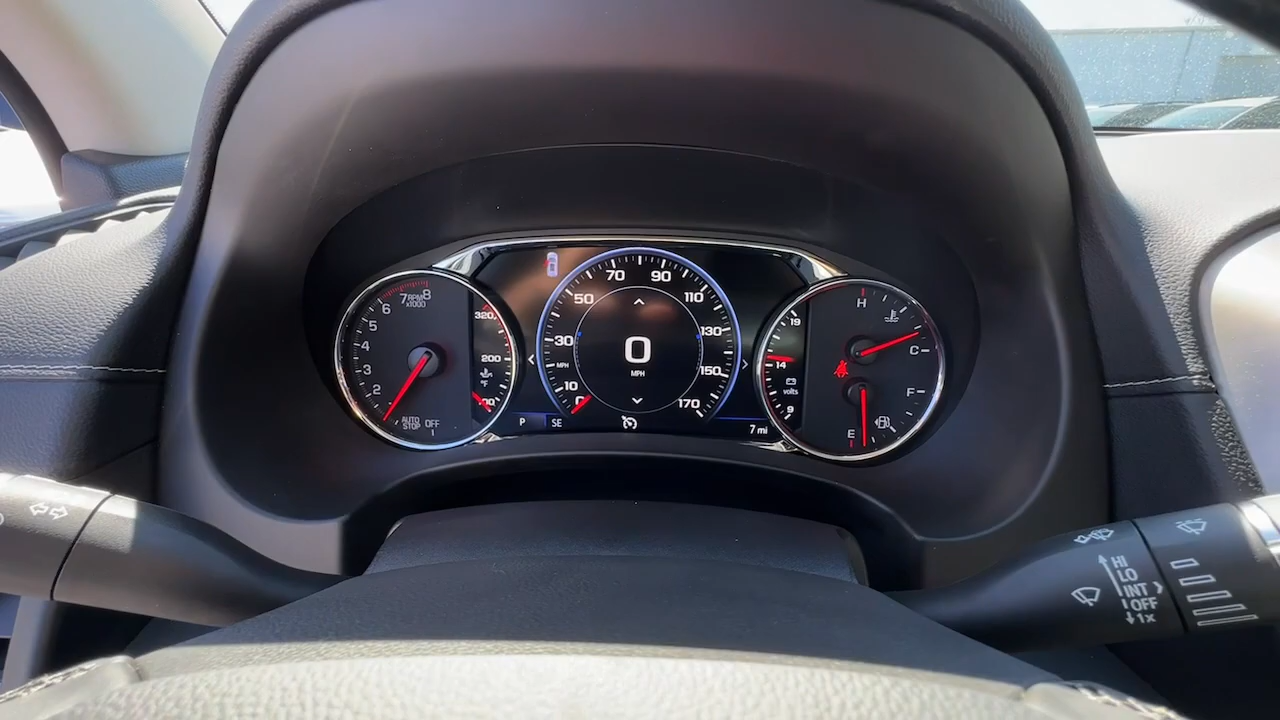 8
7 RPM
x1000
6
5
4
3
2
AUTO
STOP OFF
1
320
200
°F
70 90
50 110
30 130
MPH 150
10 170
0
0
MPH
P SE
7 mi
19
14
volts
9
H
C
F
E
HI
LO
INT
OFF
1x